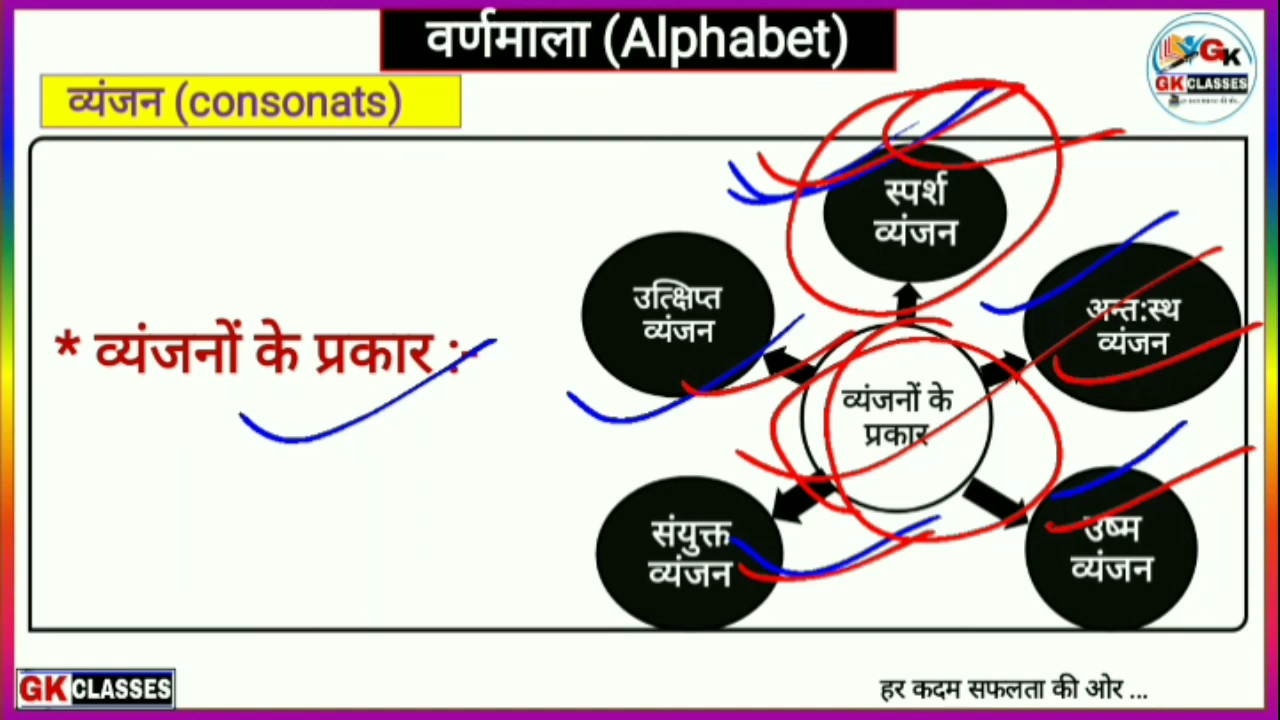 वर्णमाला (Alphabet)
GK
GK CLASSES
व्यंजन (consonats)
* व्यंजनों के प्रकार :-
स्पर्श
व्यंजन
उत्क्षिप्त
व्यंजन
अन्त:स्थ
व्यंजन
व्यंजनों के
प्रकार
संयुक्त
व्यंजन
उष्म
व्यंजन
GK CLASSES
हर कदम सफलता की ओर ...